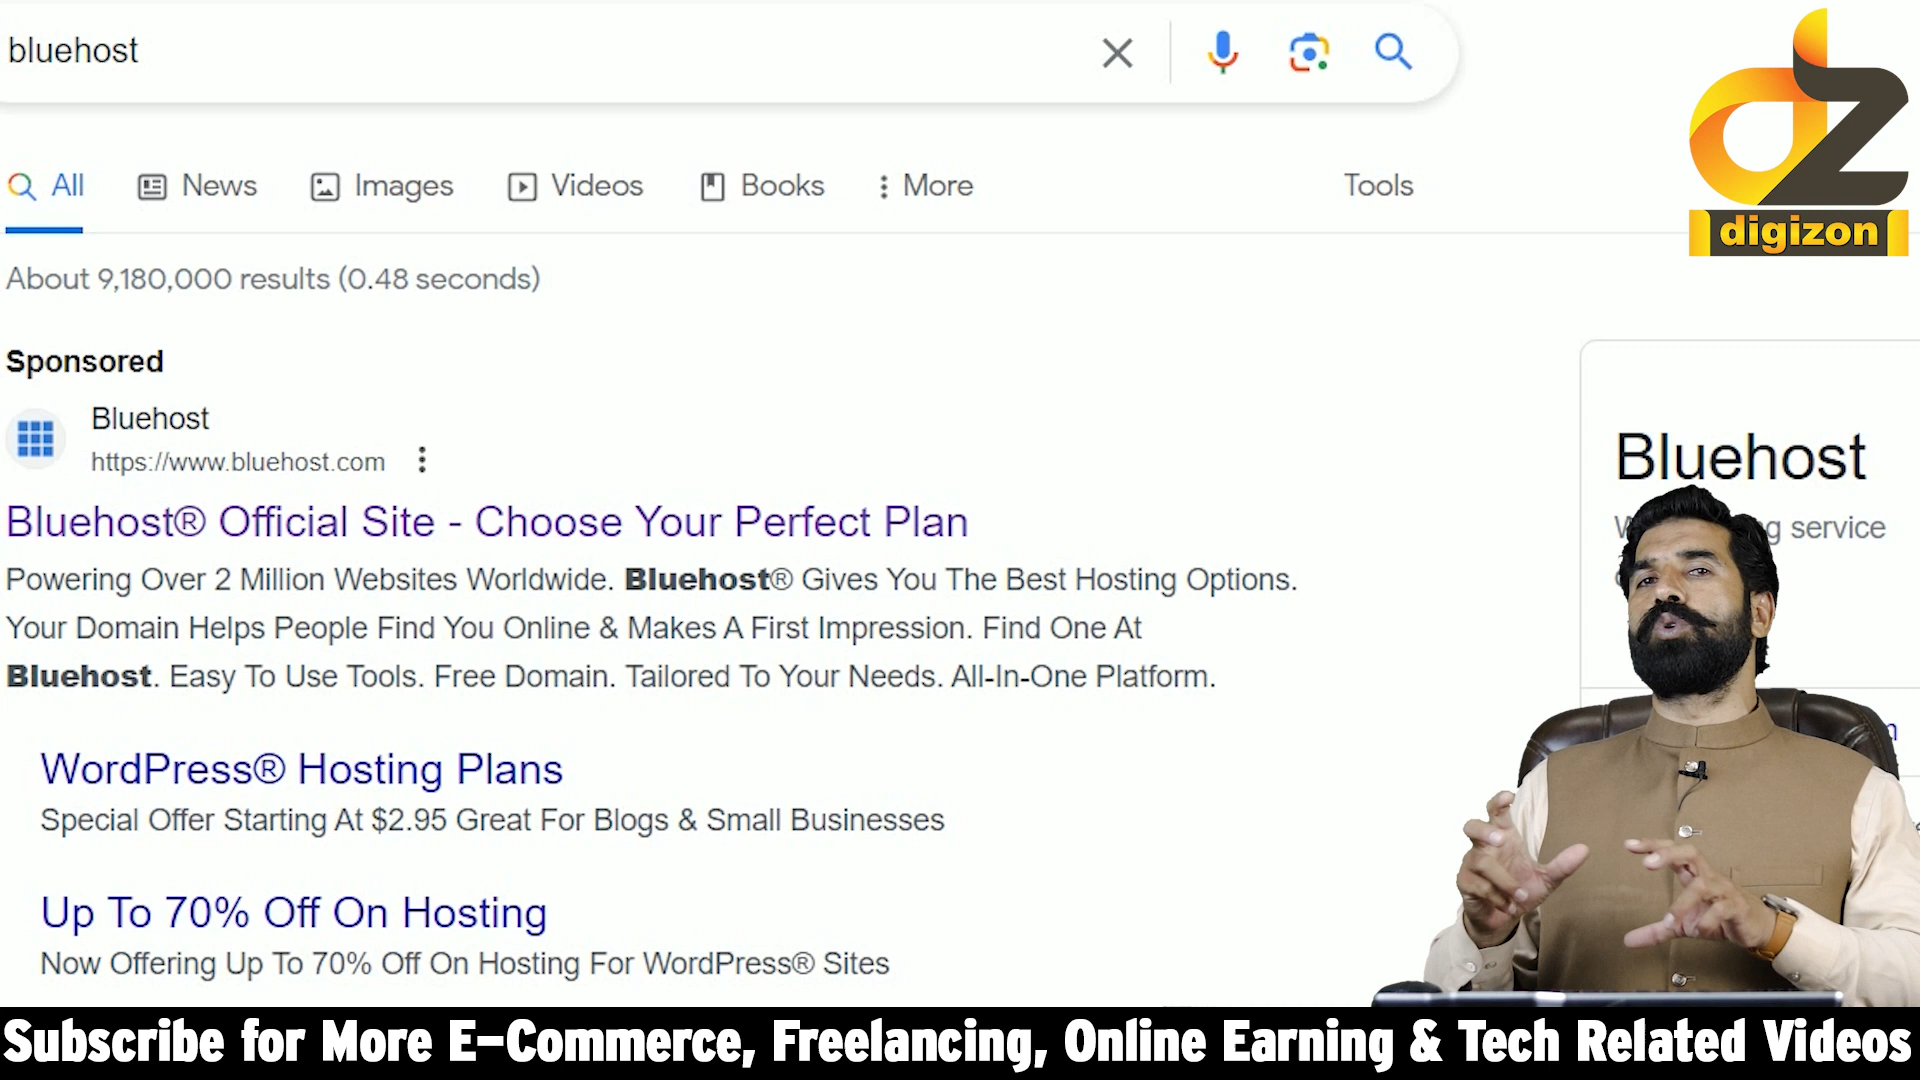 bluehost
All
News
Images
Videos
Books
More
Tools
digizon
About 9,180,000 results (0.48 seconds)
Sponsored
Bluehost
https://www.bluehost.com
Bluehost® Official Site - Choose Your Perfect Plan
Powering Over 2 Million Websites Worldwide. Bluehost® Gives You The Best Hosting Options.
Your Domain Helps People Find You Online & Makes A First Impression. Find One At
Bluehost. Easy To Use Tools. Free Domain. Tailored To Your Needs. All-In-One Platform.
WordPress® Hosting Plans
Special Offer Starting At $2.95 Great For Blogs & Small Businesses
Up To 70% Off On Hosting
Now Offering Up To 70% Off On Hosting For WordPress® Sites
Bluehost
service
Subscribe for More E-Commerce, Freelancing, Online Earning & Tech Related Videos